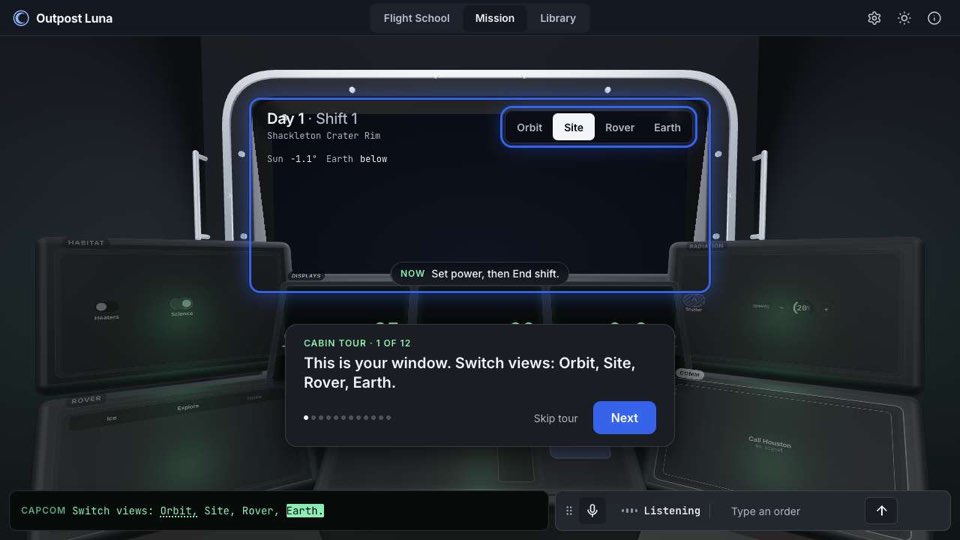 Outpost Luna
Flight School
Mission
Library
Day 1 · Shift 1
Shackleton Crater Rim
Sun -1.1° Earth below
Orbit
Site
Rover
Earth
HABITAT
Heaters
Science
DISPLAYS
NOW Set power, then End shift.
RADIATION
Shelter
20%
CABIN TOUR · 1 OF 12
This is your window. Switch views: Orbit, Site,
Rover, Earth.
Skip tour
Next
ROVER
Ice
Explore
COMM
Call Houston
CAPCOM Switch views: Orbit, Site, Rover, Earth.
Listening
Type an order